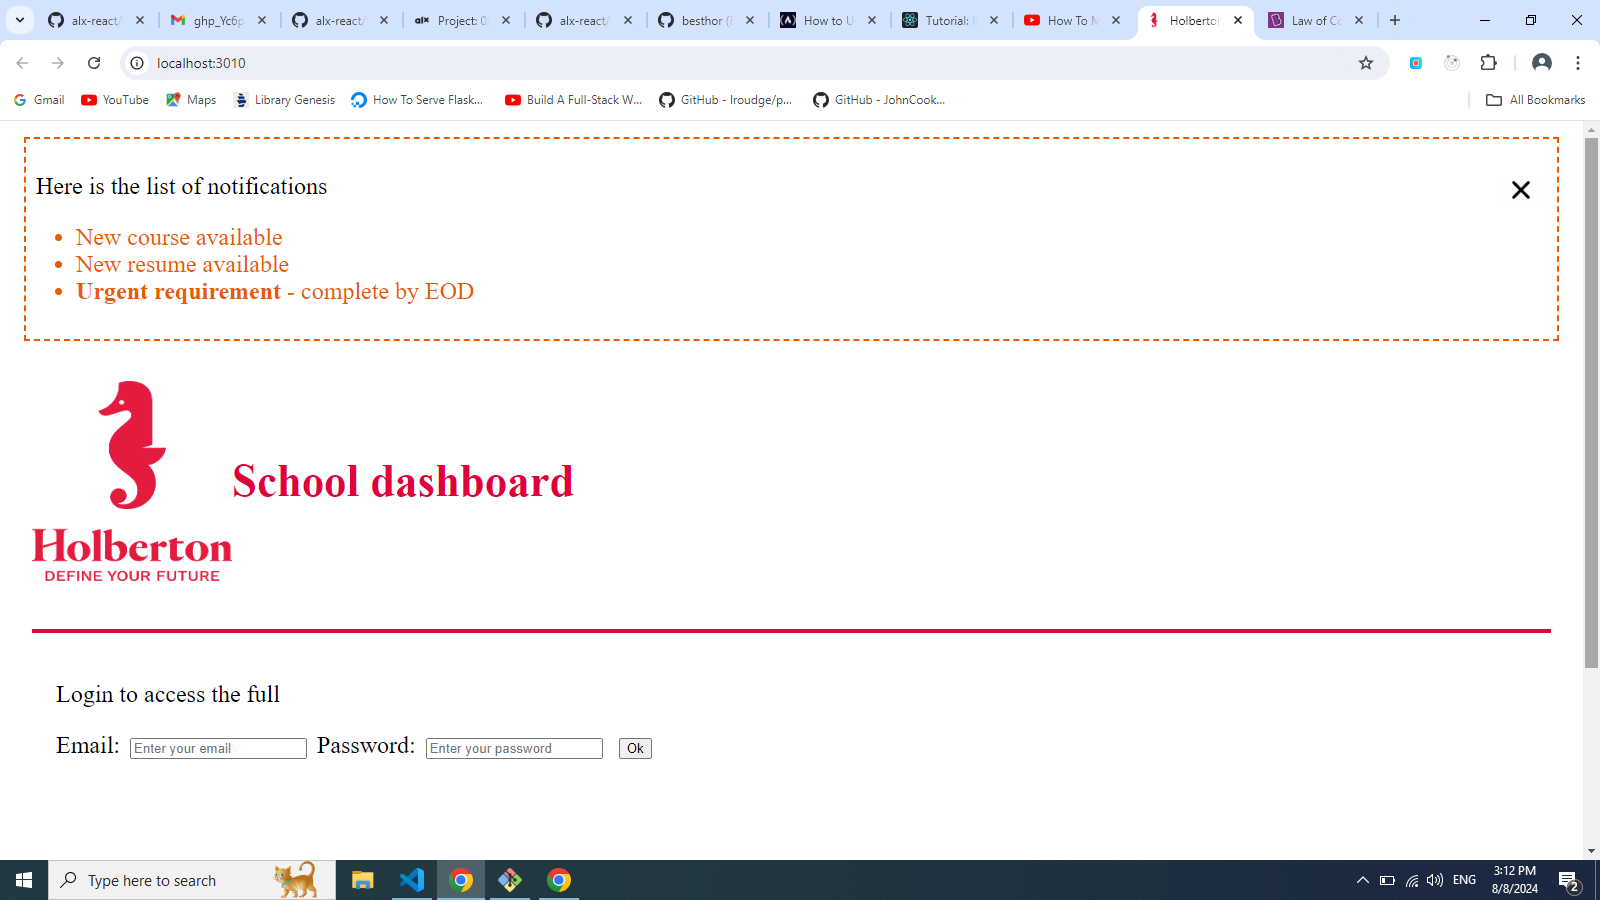 alx-react/
ghp_Yc6p
alx-react/
alx Project: 0
alx-react/
besthor (B
How to U
Tutorial: I
How To M
Holberton
Law of Co
localhost:3010
Gmail
YouTube
Maps
Library Genesis
How To Serve Flask...
Build A Full-Stack W...
GitHub - Iroudge/p...
GitHub - JohnCook...
All Bookmarks
Here is the list of notifications
New course available
New resume available
Urgent requirement - complete by EOD
School dashboard
Holberton
DEFINE YOUR FUTURE
Login to access the full
Email: Enter your email Password: Enter your password Ok
Type here to search
ENG
3:12 PM
8/8/2024
2